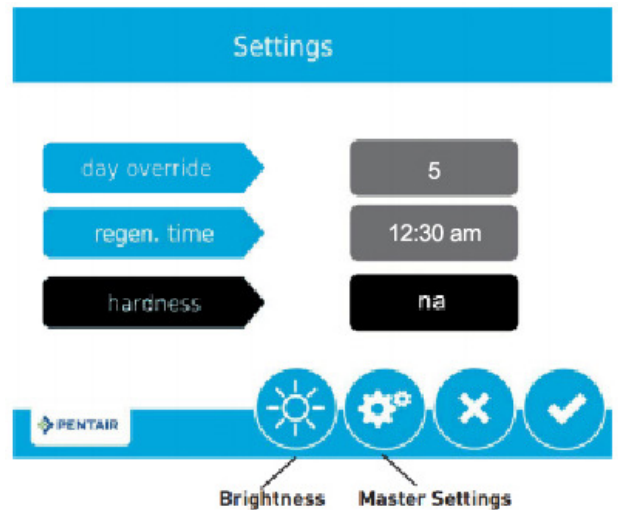 Settings
day override 5
regen. time 12:30 am
hardness na
PENTAIR
Brightness Master Settings